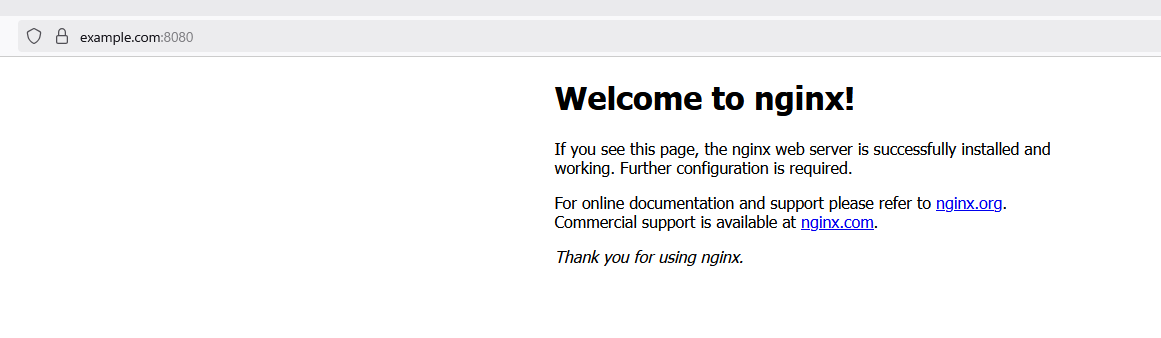 example.com:8080
Welcome to nginx!
If you see this page, the nginx web server is successfully installed and
working. Further configuration is required.
For online documentation and support please refer to nginx.org.
Commercial support is available at nginx.com.
Thank you for using nginx.